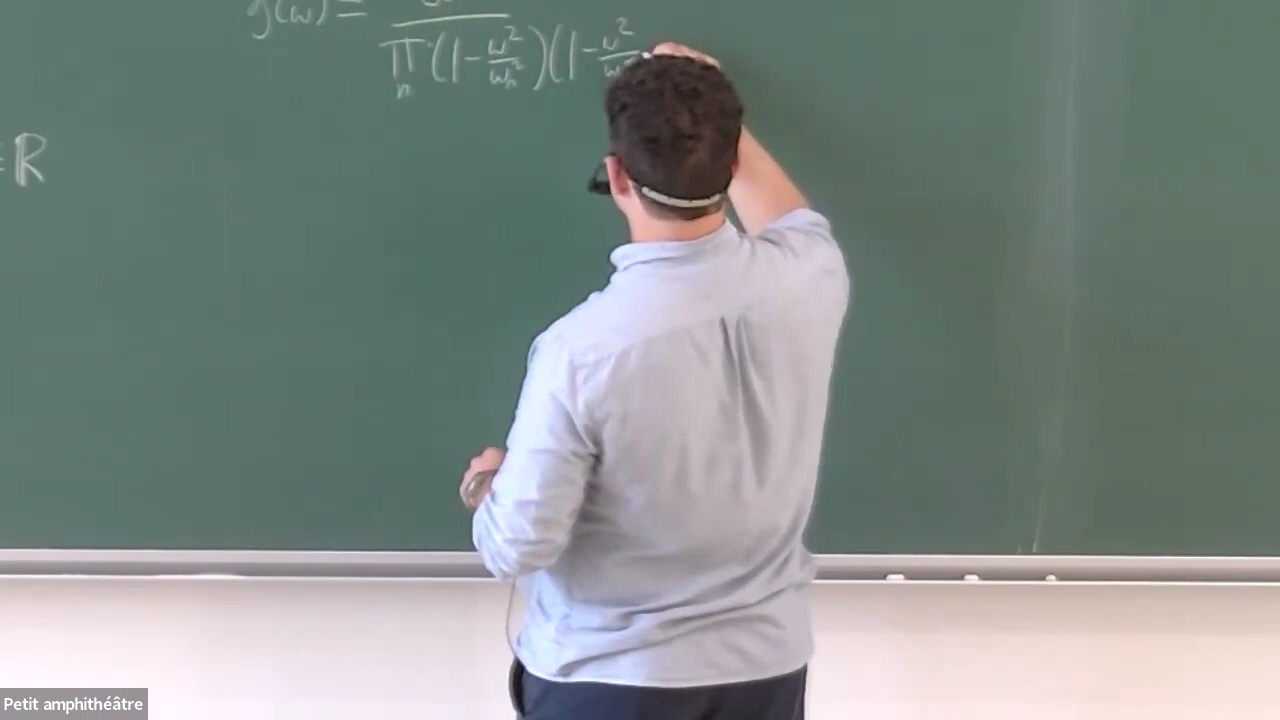 g(ω) =
∏ₙ (1 - ω²/ωₙ²)(1 - ω²/ω
∈ ℝ
Petit amphithéâtre